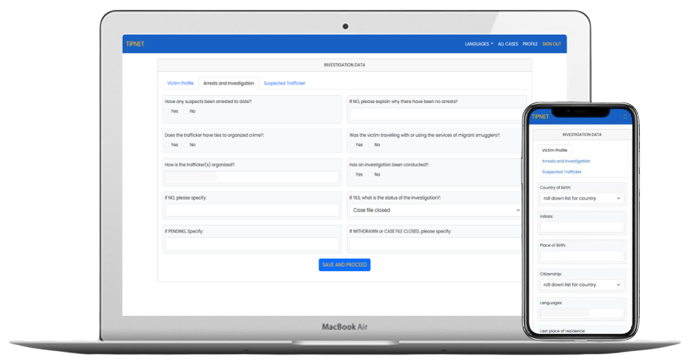 TIPNET
LANGUAGES ALL CASES PROFILE SIGN OUT
INVESTIGATION DATA
Victim Profile Arrests and Investigation Suspected Trafficker
Have any suspects been arrested to date?:
Yes No
If NO, please explain why there have been no arrests?
Does the trafficker have ties to organized crime?:
Yes No
Was the victim travelling with or using the services of migrant smugglers?:
Yes No
How is the trafficker(s) organized?:
Has an investigation been conducted?:
Yes No
If NO, please specify:
If YES, what is the status of the investigation?:
Case file closed
If PENDING, Specify:
If WITHDRAWN or CASE FILE CLOSED, please specify:
SAVE AND PROCEED
MacBook Air
TIPNET
INVESTIGATION DATA
Victim Profile
Arrests and Investigation
Suspected Trafficker
Country of birth:
roll down list for country
Initials:
Place of Birth:
Citizenship:
roll down list for country
Languages:
Last place of residence: